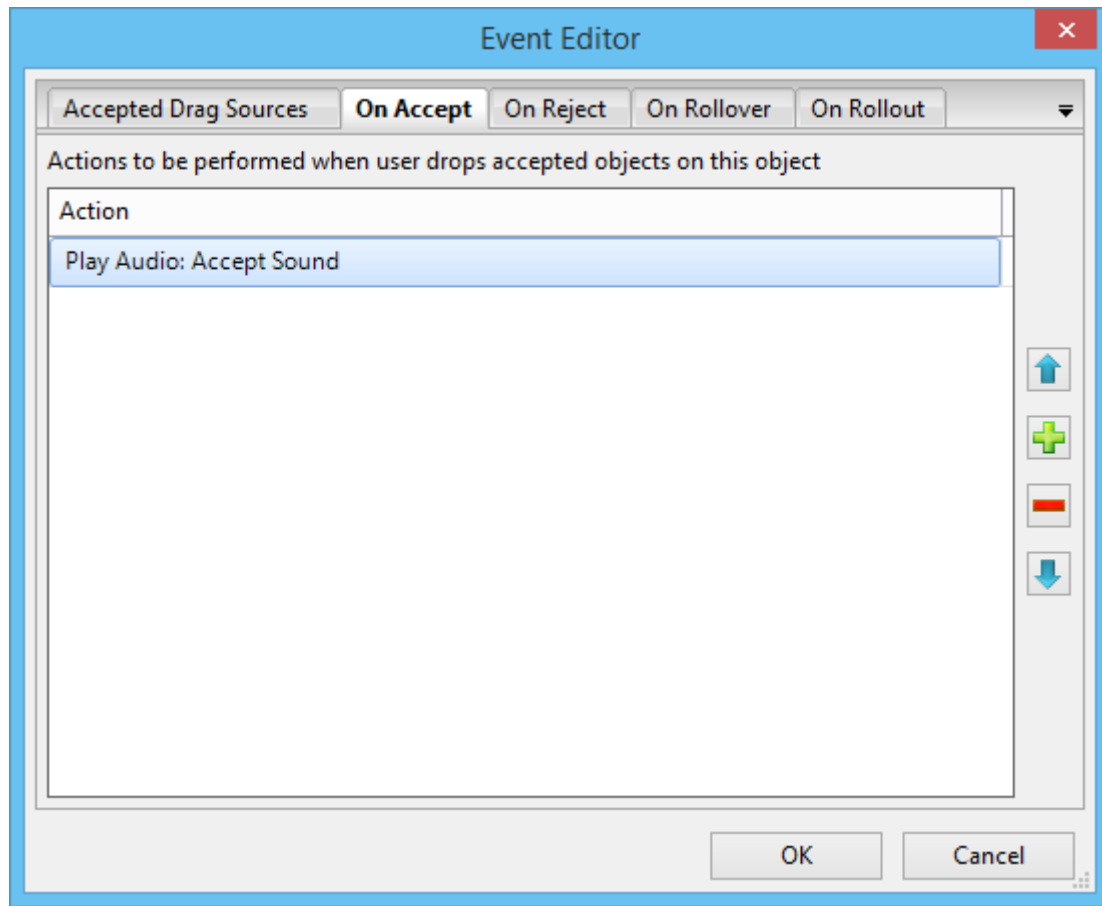 Event Editor
Accepted Drag Sources On Accept On Reject On Rollover On Rollout
Actions to be performed when user drops accepted objects on this object
Action
Play Audio: Accept Sound
OK Cancel